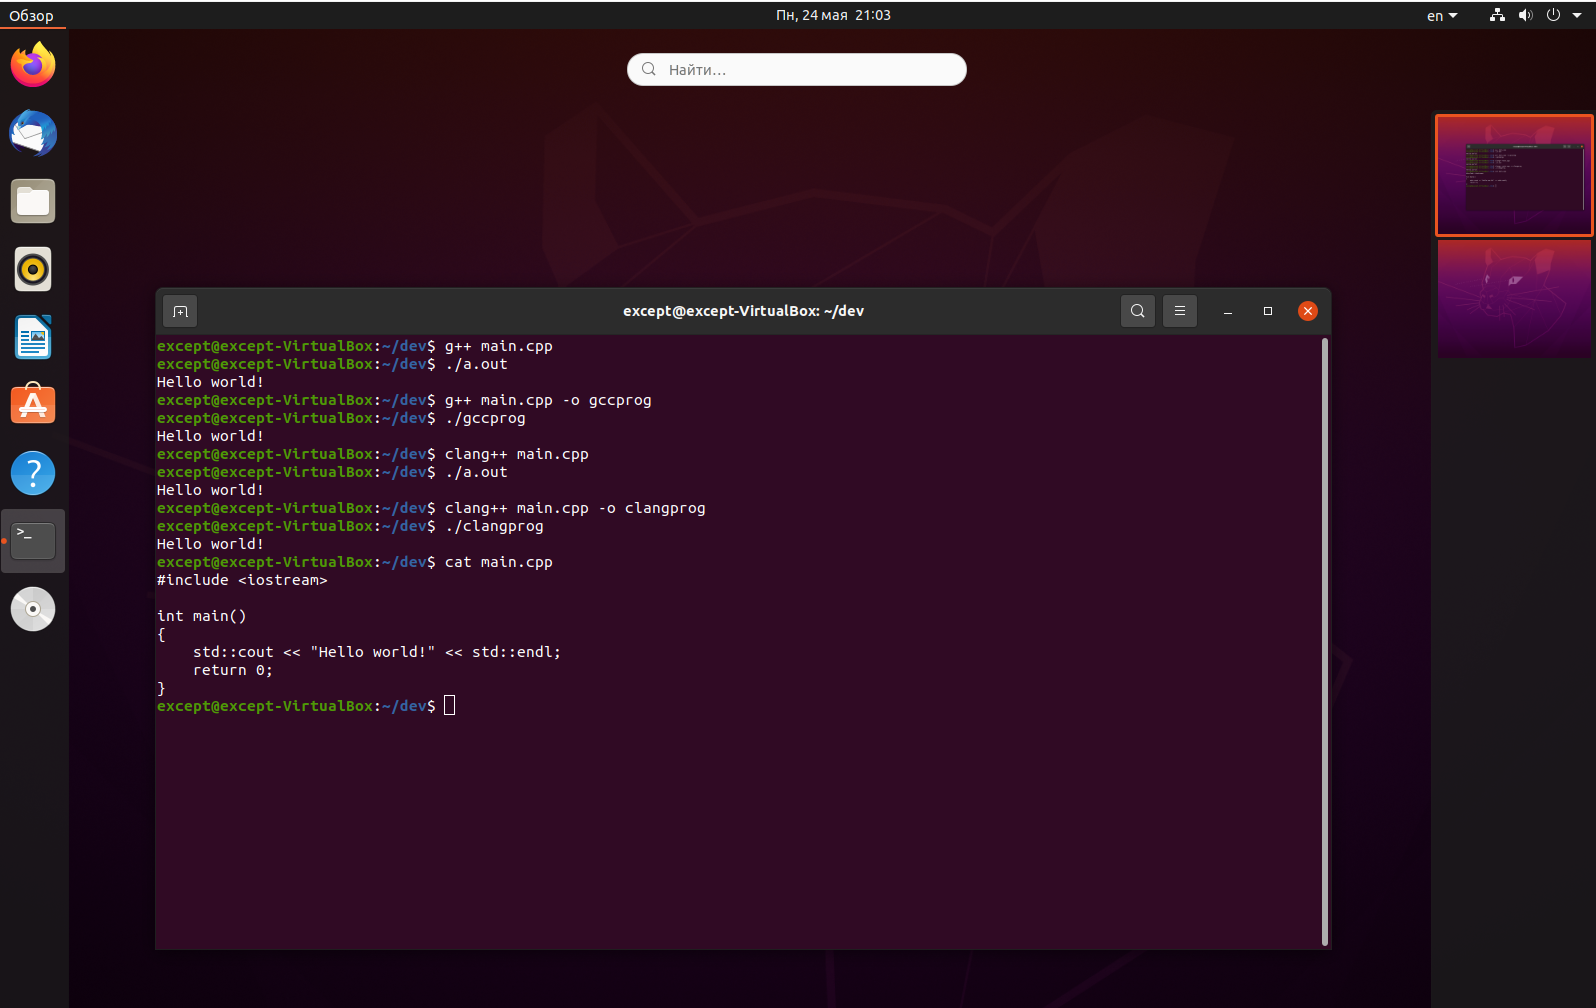 Обзор
Пн, 24 мая 21:03
en
Найти...
except@except-VirtualBox: ~/dev
except@except-VirtualBox:~/dev$ g++ main.cpp
except@except-VirtualBox:~/dev$ ./a.out
Hello world!
except@except-VirtualBox:~/dev$ g++ main.cpp -o gccprog
except@except-VirtualBox:~/dev$ ./gccprog
Hello world!
except@except-VirtualBox:~/dev$ clang++ main.cpp
except@except-VirtualBox:~/dev$ ./a.out
Hello world!
except@except-VirtualBox:~/dev$ clang++ main.cpp -o clangprog
except@except-VirtualBox:~/dev$ ./clangprog
Hello world!
except@except-VirtualBox:~/dev$ cat main.cpp
#include <iostream>
int main()
{
    std::cout << "Hello world!" << std::endl;
    return 0;
}
except@except-VirtualBox:~/dev$